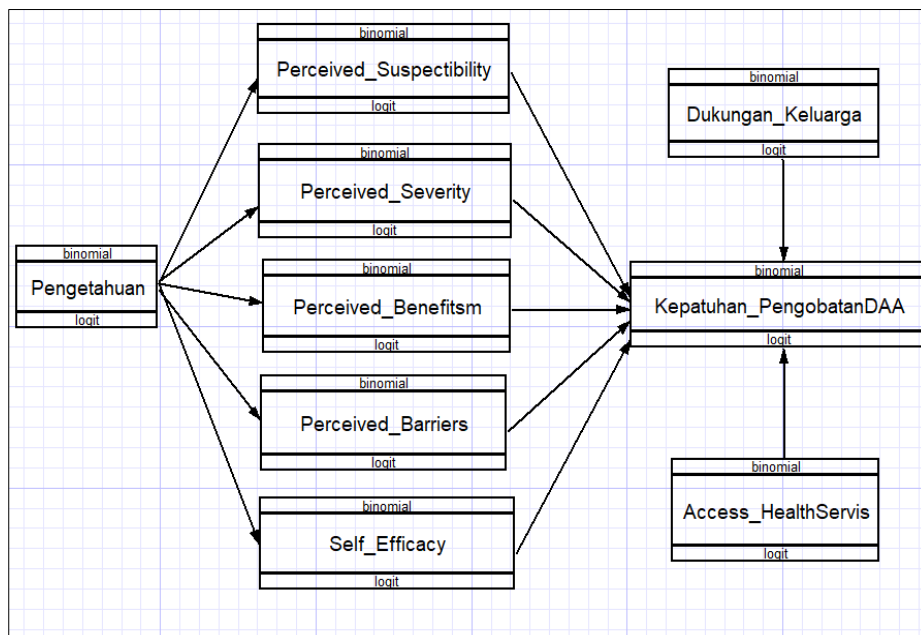 binomial
Perceived_Suspectibility
logit
binomial
Dukungan_Keluarga
logit
binomial
Perceived_Severity
logit
binomial
Pengetahuan
logit
binomial
Perceived_Benefitsm
logit
binomial
Kepatuhan_PengobatanDAA
logit
binomial
Perceived_Barriers
logit
binomial
Access_HealthServis
logit
binomial
Self_Efficacy
logit